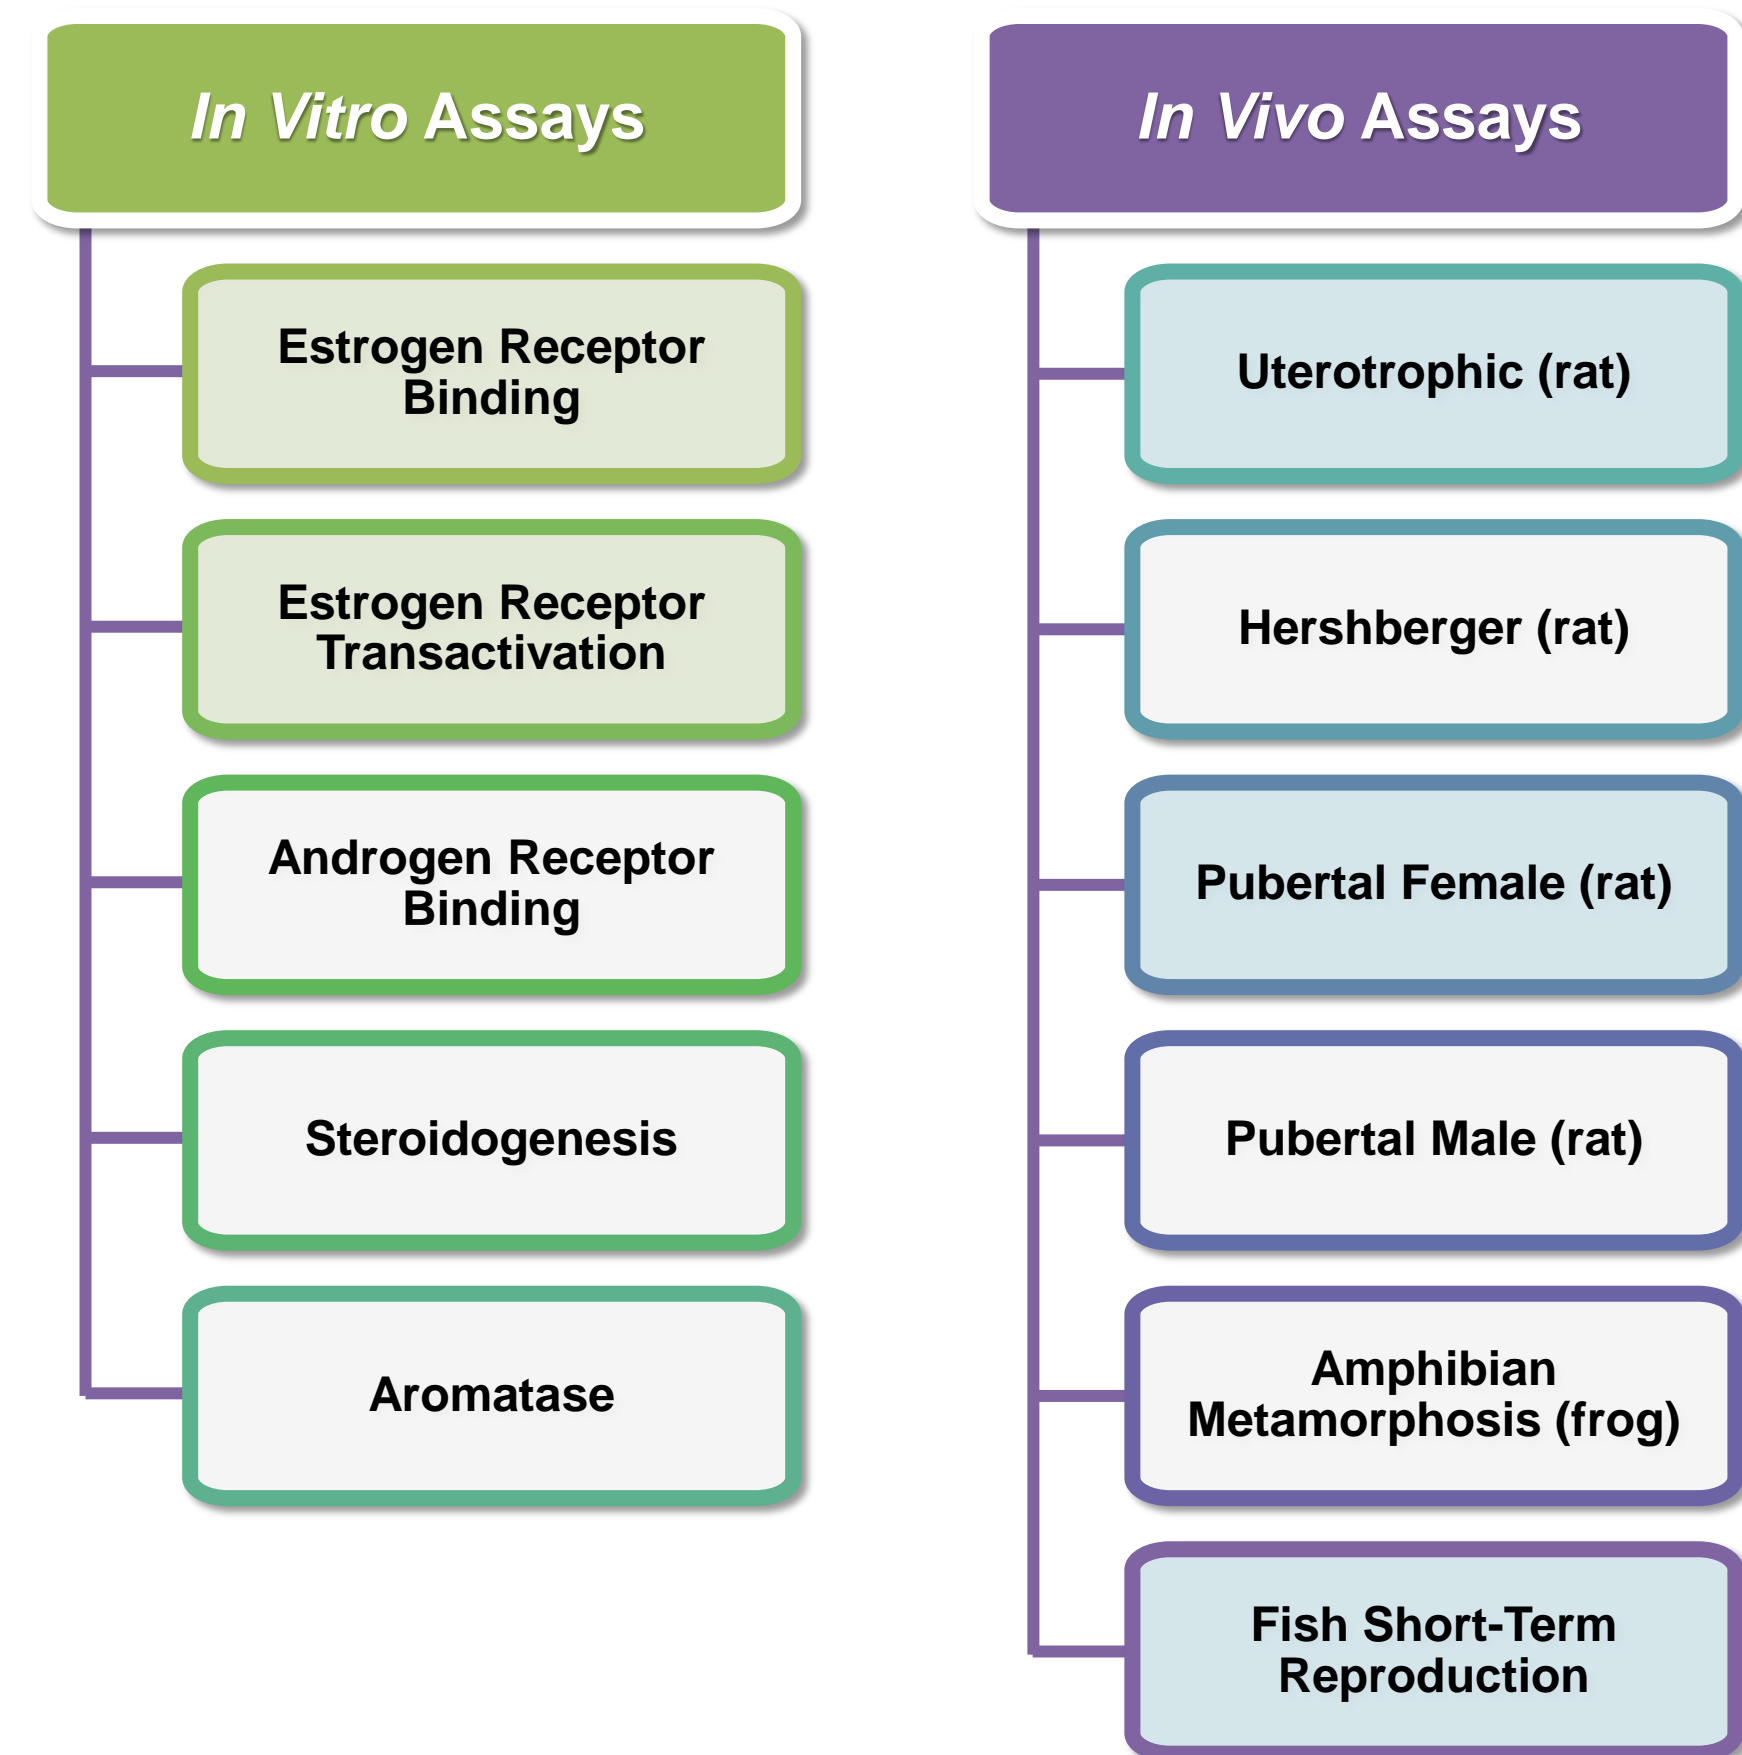 In Vitro Assays
Estrogen Receptor
Binding
Estrogen Receptor
Transactivation
Androgen Receptor
Binding
Steroidogenesis
Aromatase
In Vivo Assays
Uterotrophic (rat)
Hershberger (rat)
Pubertal Female (rat)
Pubertal Male (rat)
Amphibian
Metamorphosis (frog)
Fish Short-Term
Reproduction